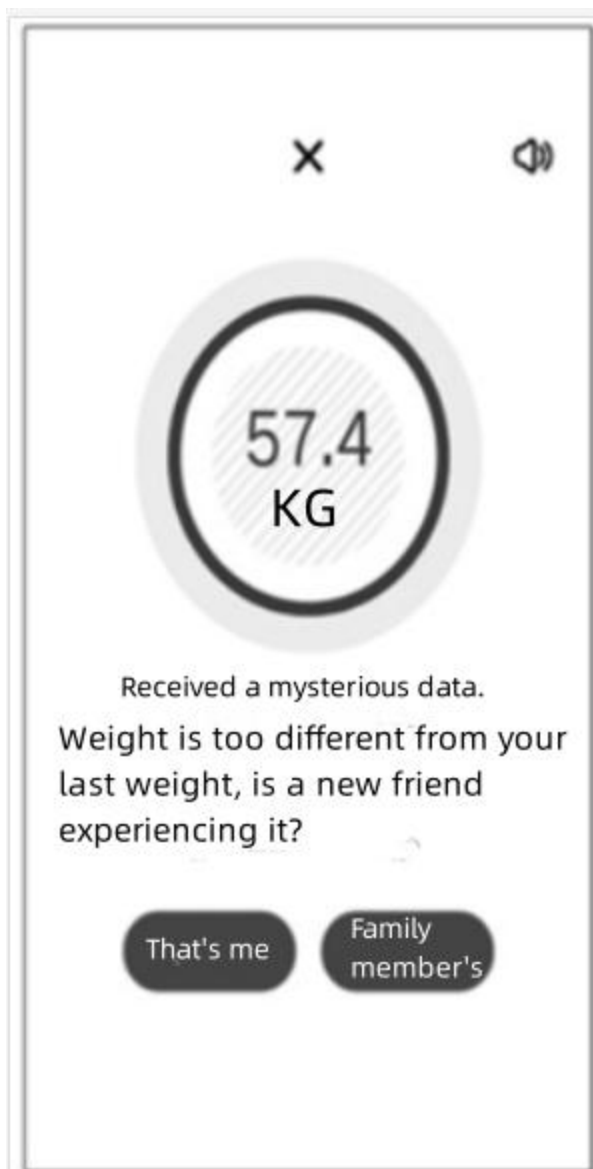 57.4
KG
Received a mysterious data.
Weight is too different from your
last weight, is a new friend
experiencing it?
That's me
Family
member's